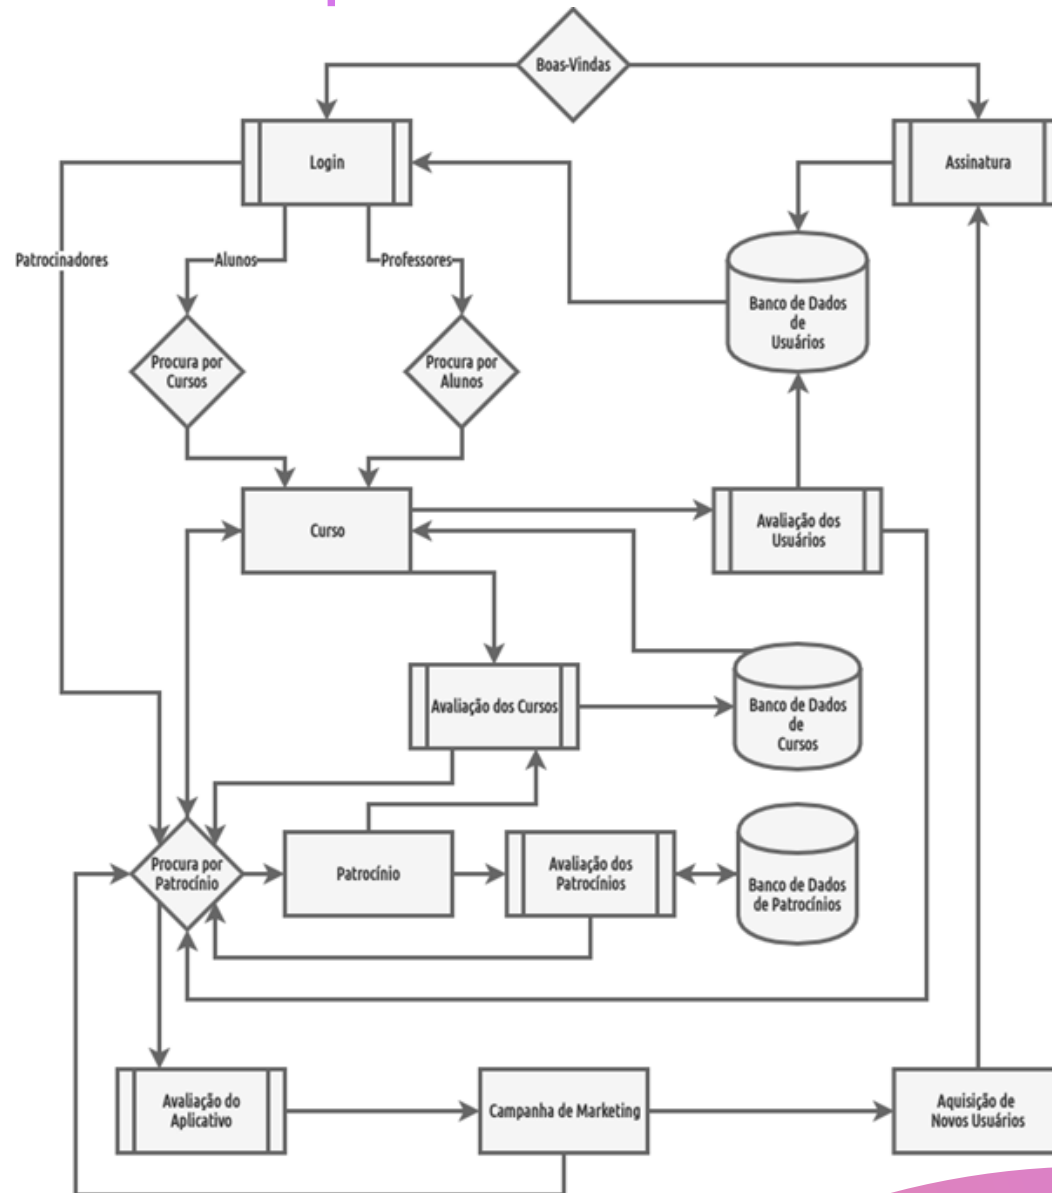 Boas-Vindas
Login
Assinatura
Patrocinadores
Alunos
Professores
Banco de Dados
de
Usuários
Procura por
Cursos
Procura por
Alunos
Curso
Avaliação dos
Usuários
Avaliação dos Cursos
Banco de Dados
de
Cursos
Procura por
Patrocínio
Patrocínio
Avaliação dos
Patrocínios
Banco de Dados
de Patrocínios
Avaliação do
Aplicativo
Campanha de Marketing
Aquisição de
Novos Usuários